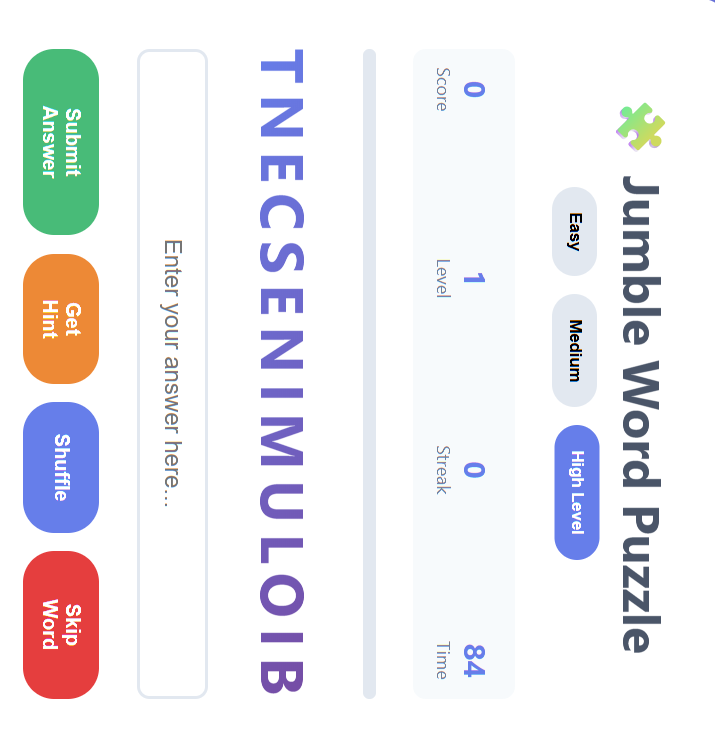 Jumble Word Puzzle
Easy Medium High Level
0 1 0 84
Score Level Streak Time
TNECSENIMULOIB
Enter your answer here...
Submit Answer
Get Hint
Shuffle
Skip Word